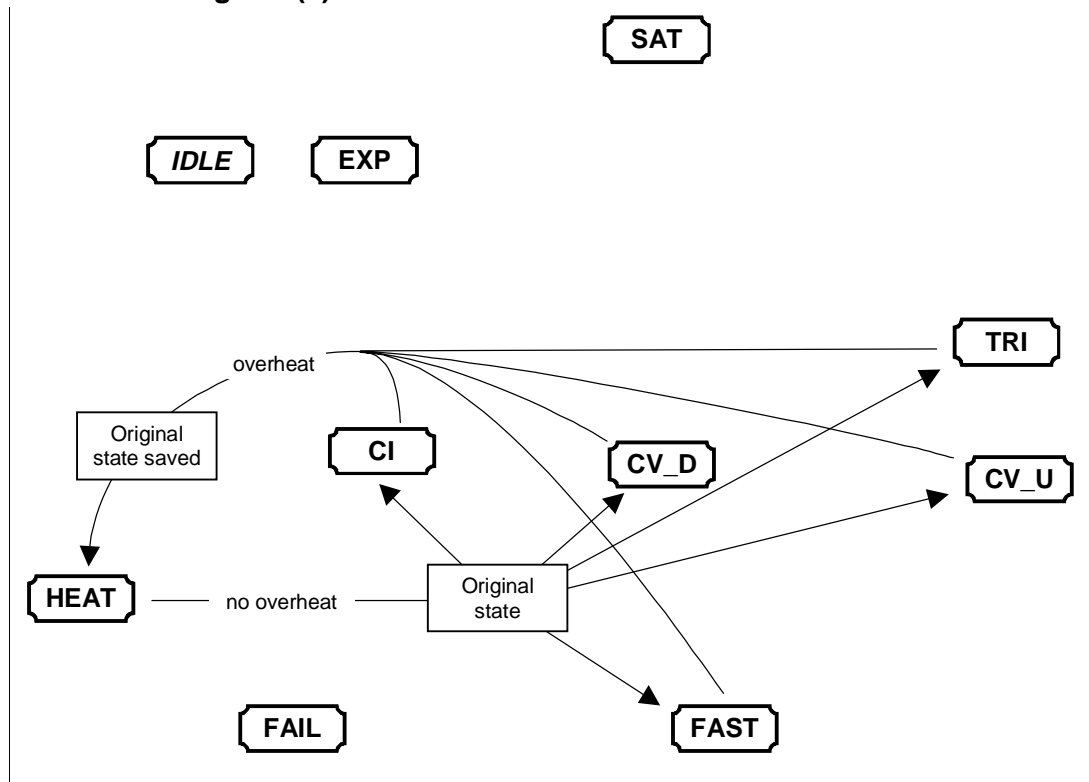 SAT
IDLE
EXP
TRI
overheat
Original
state saved
CI
CV_D
CV_U
HEAT
no overheat
Original
state
FAIL
FAST